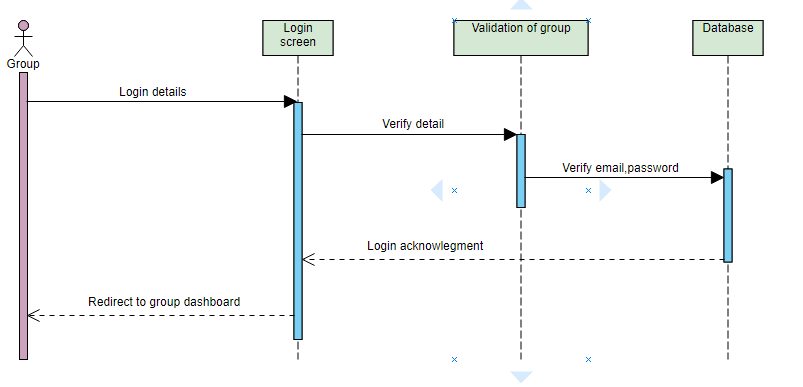 Login
screen
Validation of group
Database
Group
Login details
Verify detail
Verify email,password
Login acknowlegment
Redirect to group dashboard